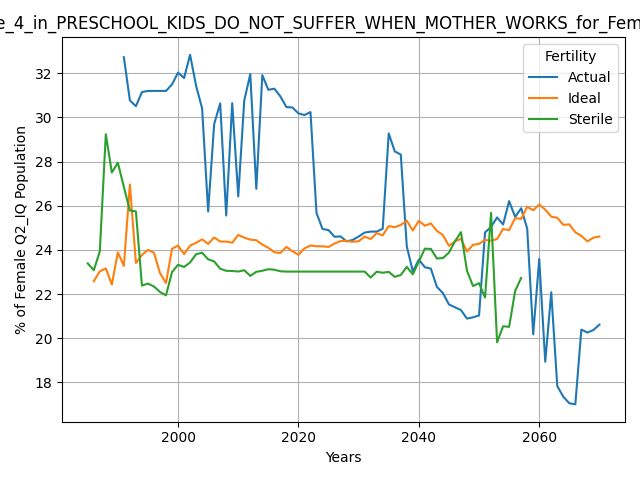 e_4_in_PRESCHOOL_KIDS_DO_NOT_SUFFER_WHEN_MOTHER_WORKS_for_Fem
Fertility
Actual
Ideal
Sterile
% of Female Q2_IQ Population
32
30
28
26
24
22
20
18
2000
2020
2040
2060
Years